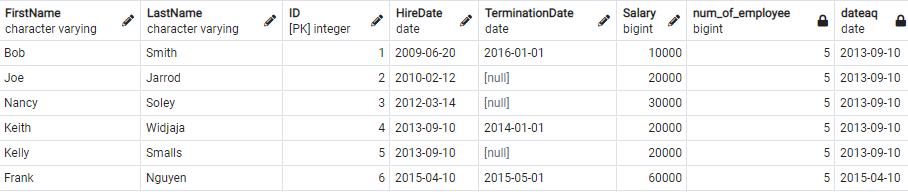 FirstName LastName ID HireDate TerminationDate Salary num_of_employee dateaq
character varying character varying [PK] integer date date bigint bigint date
Bob Smith 1 2009-06-20 2016-01-01 10000 5 2013-09-10
Joe Jarrod 2 2010-02-12 [null] 20000 5 2013-09-10
Nancy Soley 3 2012-03-14 [null] 30000 5 2013-09-10
Keith Widjaja 4 2013-09-10 2014-01-01 20000 5 2013-09-10
Kelly Smalls 5 2013-09-10 [null] 20000 5 2013-09-10
Frank Nguyen 6 2015-04-10 2015-05-01 60000 5 2015-04-10